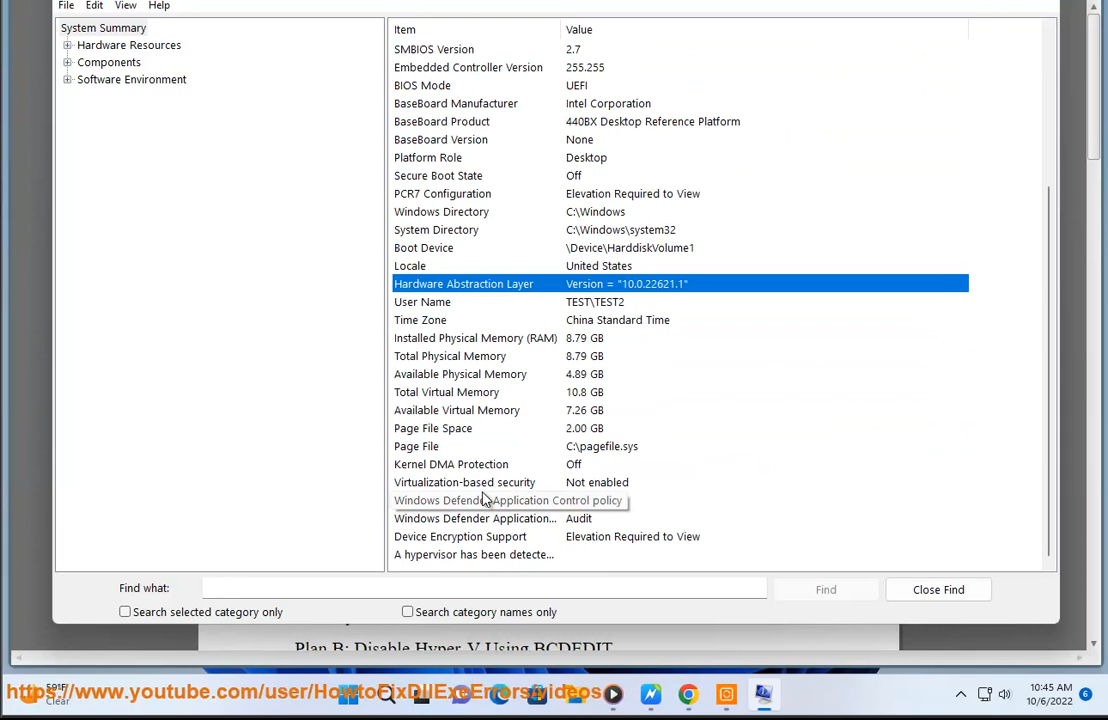 File Edit View Help
System Summary
Hardware Resources
Components
Software Environment
Item Value
SMBIOS Version 2.7
Embedded Controller Version 255.255
BIOS Mode UEFI
BaseBoard Manufacturer Intel Corporation
BaseBoard Product 440BX Desktop Reference Platform
BaseBoard Version None
Platform Role Desktop
Secure Boot State Off
PCR7 Configuration Elevation Required to View
Windows Directory C:\Windows
System Directory C:\Windows\system32
Boot Device \Device\HarddiskVolume1
Locale United States
Hardware Abstraction Layer Version = "10.0.22621.1"
User Name TEST\TEST2
Time Zone China Standard Time
Installed Physical Memory (RAM) 8.79 GB
Total Physical Memory 8.79 GB
Available Physical Memory 4.89 GB
Total Virtual Memory 10.8 GB
Available Virtual Memory 7.26 GB
Page File Space 2.00 GB
Page File C:\pagefile.sys
Kernel DMA Protection Off
Virtualization-based security Not enabled
Windows Defender Application Control policy
Windows Defender Application... Audit
Device Encryption Support Elevation Required to View
A hypervisor has been detecte...
Find what: Find Close Find
Search selected category only Search category names only
Plan B: Disable Hyper-V Using BCDEDIT
59°F
Clear
https://www.youtube.com/user/HowtoFixDllExeErrors/videos
10:45 AM
10/6/2022
6